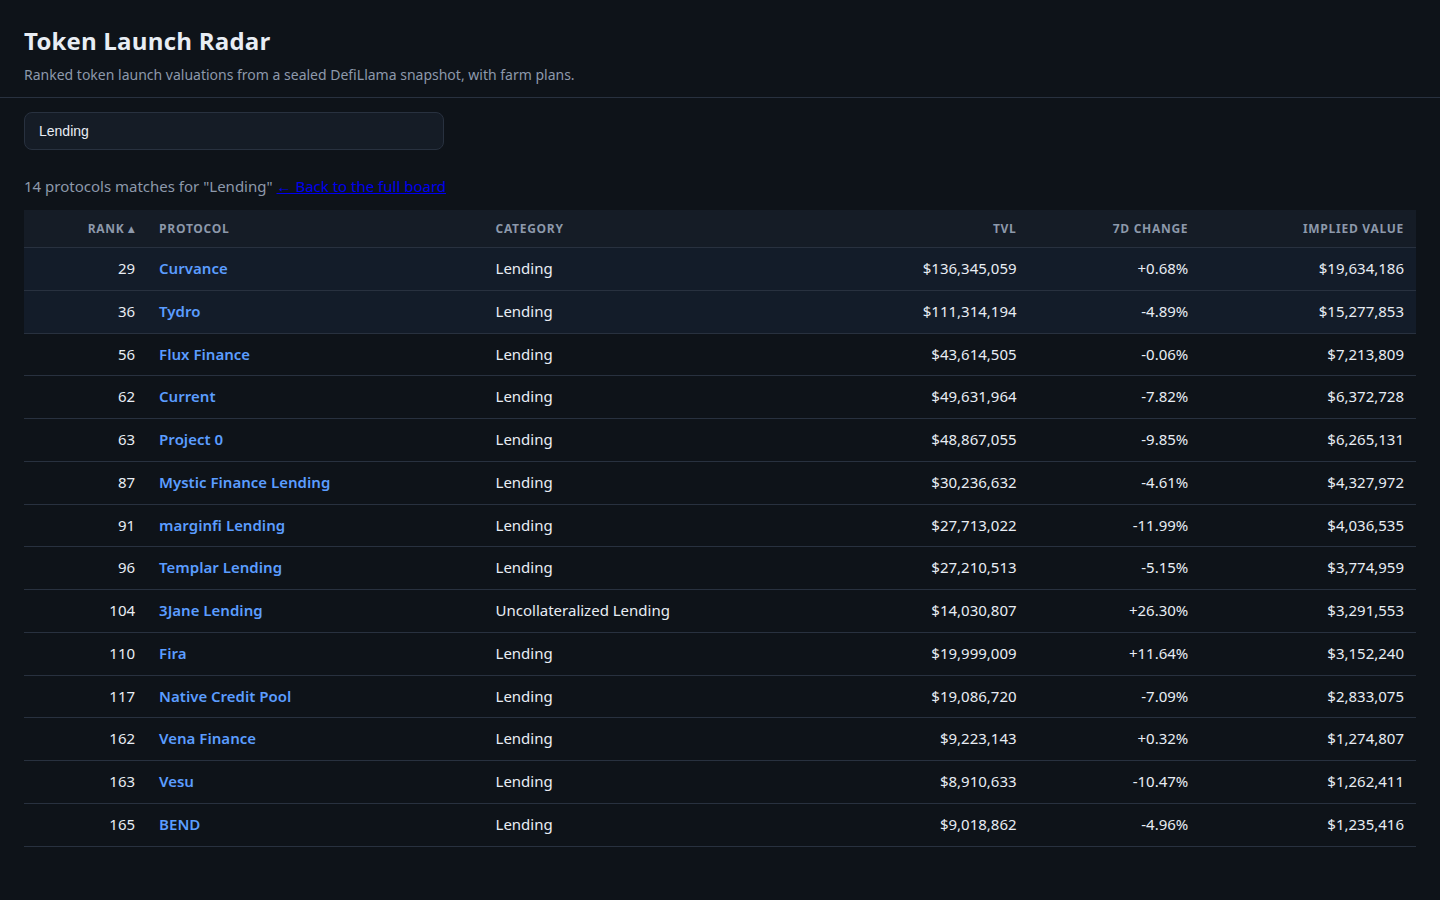 Token Launch Radar
Ranked token launch valuations from a sealed DefiLlama snapshot, with farm plans.
Lending
14 protocols matches for "Lending" ← Back to the full board
RANK ▲ PROTOCOL CATEGORY TVL 7D CHANGE IMPLIED VALUE
29 Curvance Lending $136,345,059 +0.68% $19,634,186
36 Tydro Lending $111,314,194 -4.89% $15,277,853
56 Flux Finance Lending $43,614,505 -0.06% $7,213,809
62 Current Lending $49,631,964 -7.82% $6,372,728
63 Project 0 Lending $48,867,055 -9.85% $6,265,131
87 Mystic Finance Lending Lending $30,236,632 -4.61% $4,327,972
91 marginfi Lending Lending $27,713,022 -11.99% $4,036,535
96 Templar Lending Lending $27,210,513 -5.15% $3,774,959
104 3Jane Lending Uncollateralized Lending $14,030,807 +26.30% $3,291,553
110 Fira Lending $19,999,009 +11.64% $3,152,240
117 Native Credit Pool Lending $19,086,720 -7.09% $2,833,075
162 Vena Finance Lending $9,223,143 +0.32% $1,274,807
163 Vesu Lending $8,910,633 -10.47% $1,262,411
165 BEND Lending $9,018,862 -4.96% $1,235,416